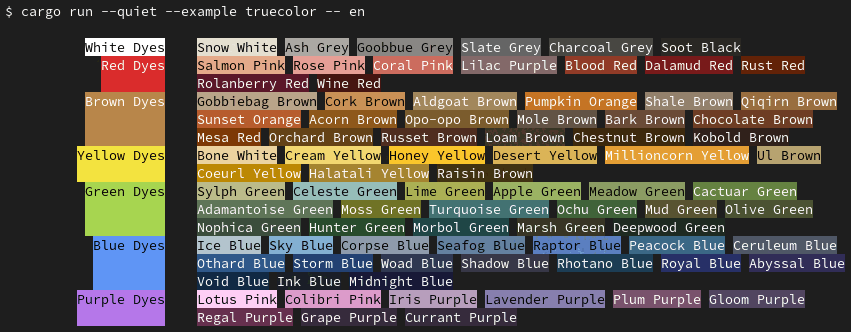 $ cargo run --quiet --example truecolor -- en
White Dyes Snow White Ash Grey Goobbue Grey Slate Grey Charcoal Grey Soot Black
Red Dyes Salmon Pink Rose Pink Coral Pink Lilac Purple Blood Red Dalamud Red Rust Red
Rolanberry Red Wine Red
Brown Dyes Gobbiebag Brown Cork Brown Aldgoat Brown Pumpkin Orange Shale Brown Qiqirn Brown
Sunset Orange Acorn Brown Opo-opo Brown Mole Brown Bark Brown Chocolate Brown
Mesa Red Orchard Brown Russet Brown Loam Brown Chestnut Brown Kobold Brown
Yellow Dyes Bone White Cream Yellow Honey Yellow Desert Yellow Millioncorn Yellow Ul Brown
Coeurl Yellow Halatali Yellow Raisin Brown
Green Dyes Sylph Green Celeste Green Lime Green Apple Green Meadow Green Cactuar Green
Adamantoise Green Moss Green Turquoise Green Ochu Green Mud Green Olive Green
Nophica Green Hunter Green Morbol Green Marsh Green Deepwood Green
Blue Dyes Ice Blue Sky Blue Corpse Blue Seafog Blue Raptor Blue Peacock Blue Ceruleum Blue
Othard Blue Storm Blue Woad Blue Shadow Blue Rhotano Blue Royal Blue Abyssal Blue
Void Blue Ink Blue Midnight Blue
Purple Dyes Lotus Pink Colibri Pink Iris Purple Lavender Purple Plum Purple Gloom Purple
Regal Purple Grape Purple Currant Purple